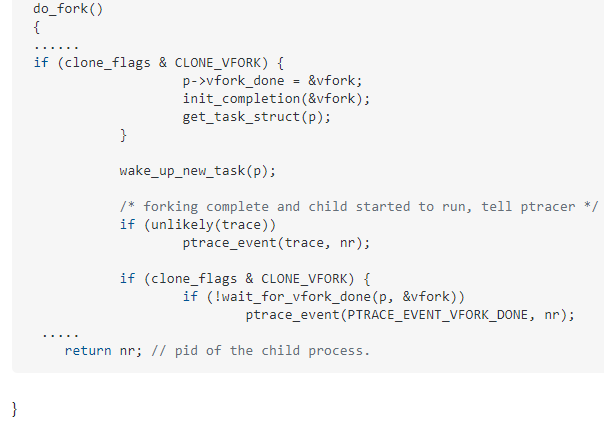 do_fork()
{
......
if (clone_flags & CLONE_VFORK) {
p->vfork_done = &vfork;
init_completion(&vfork);
get_task_struct(p);
}
wake_up_new_task(p);
/* forking complete and child started to run, tell ptracer */
if (unlikely(trace))
ptrace_event(trace, nr);
if (clone_flags & CLONE_VFORK) {
if (!wait_for_vfork_done(p, &vfork))
ptrace_event(PTRACE_EVENT_VFORK_DONE, nr);
.....
return nr; // pid of the child process.
}